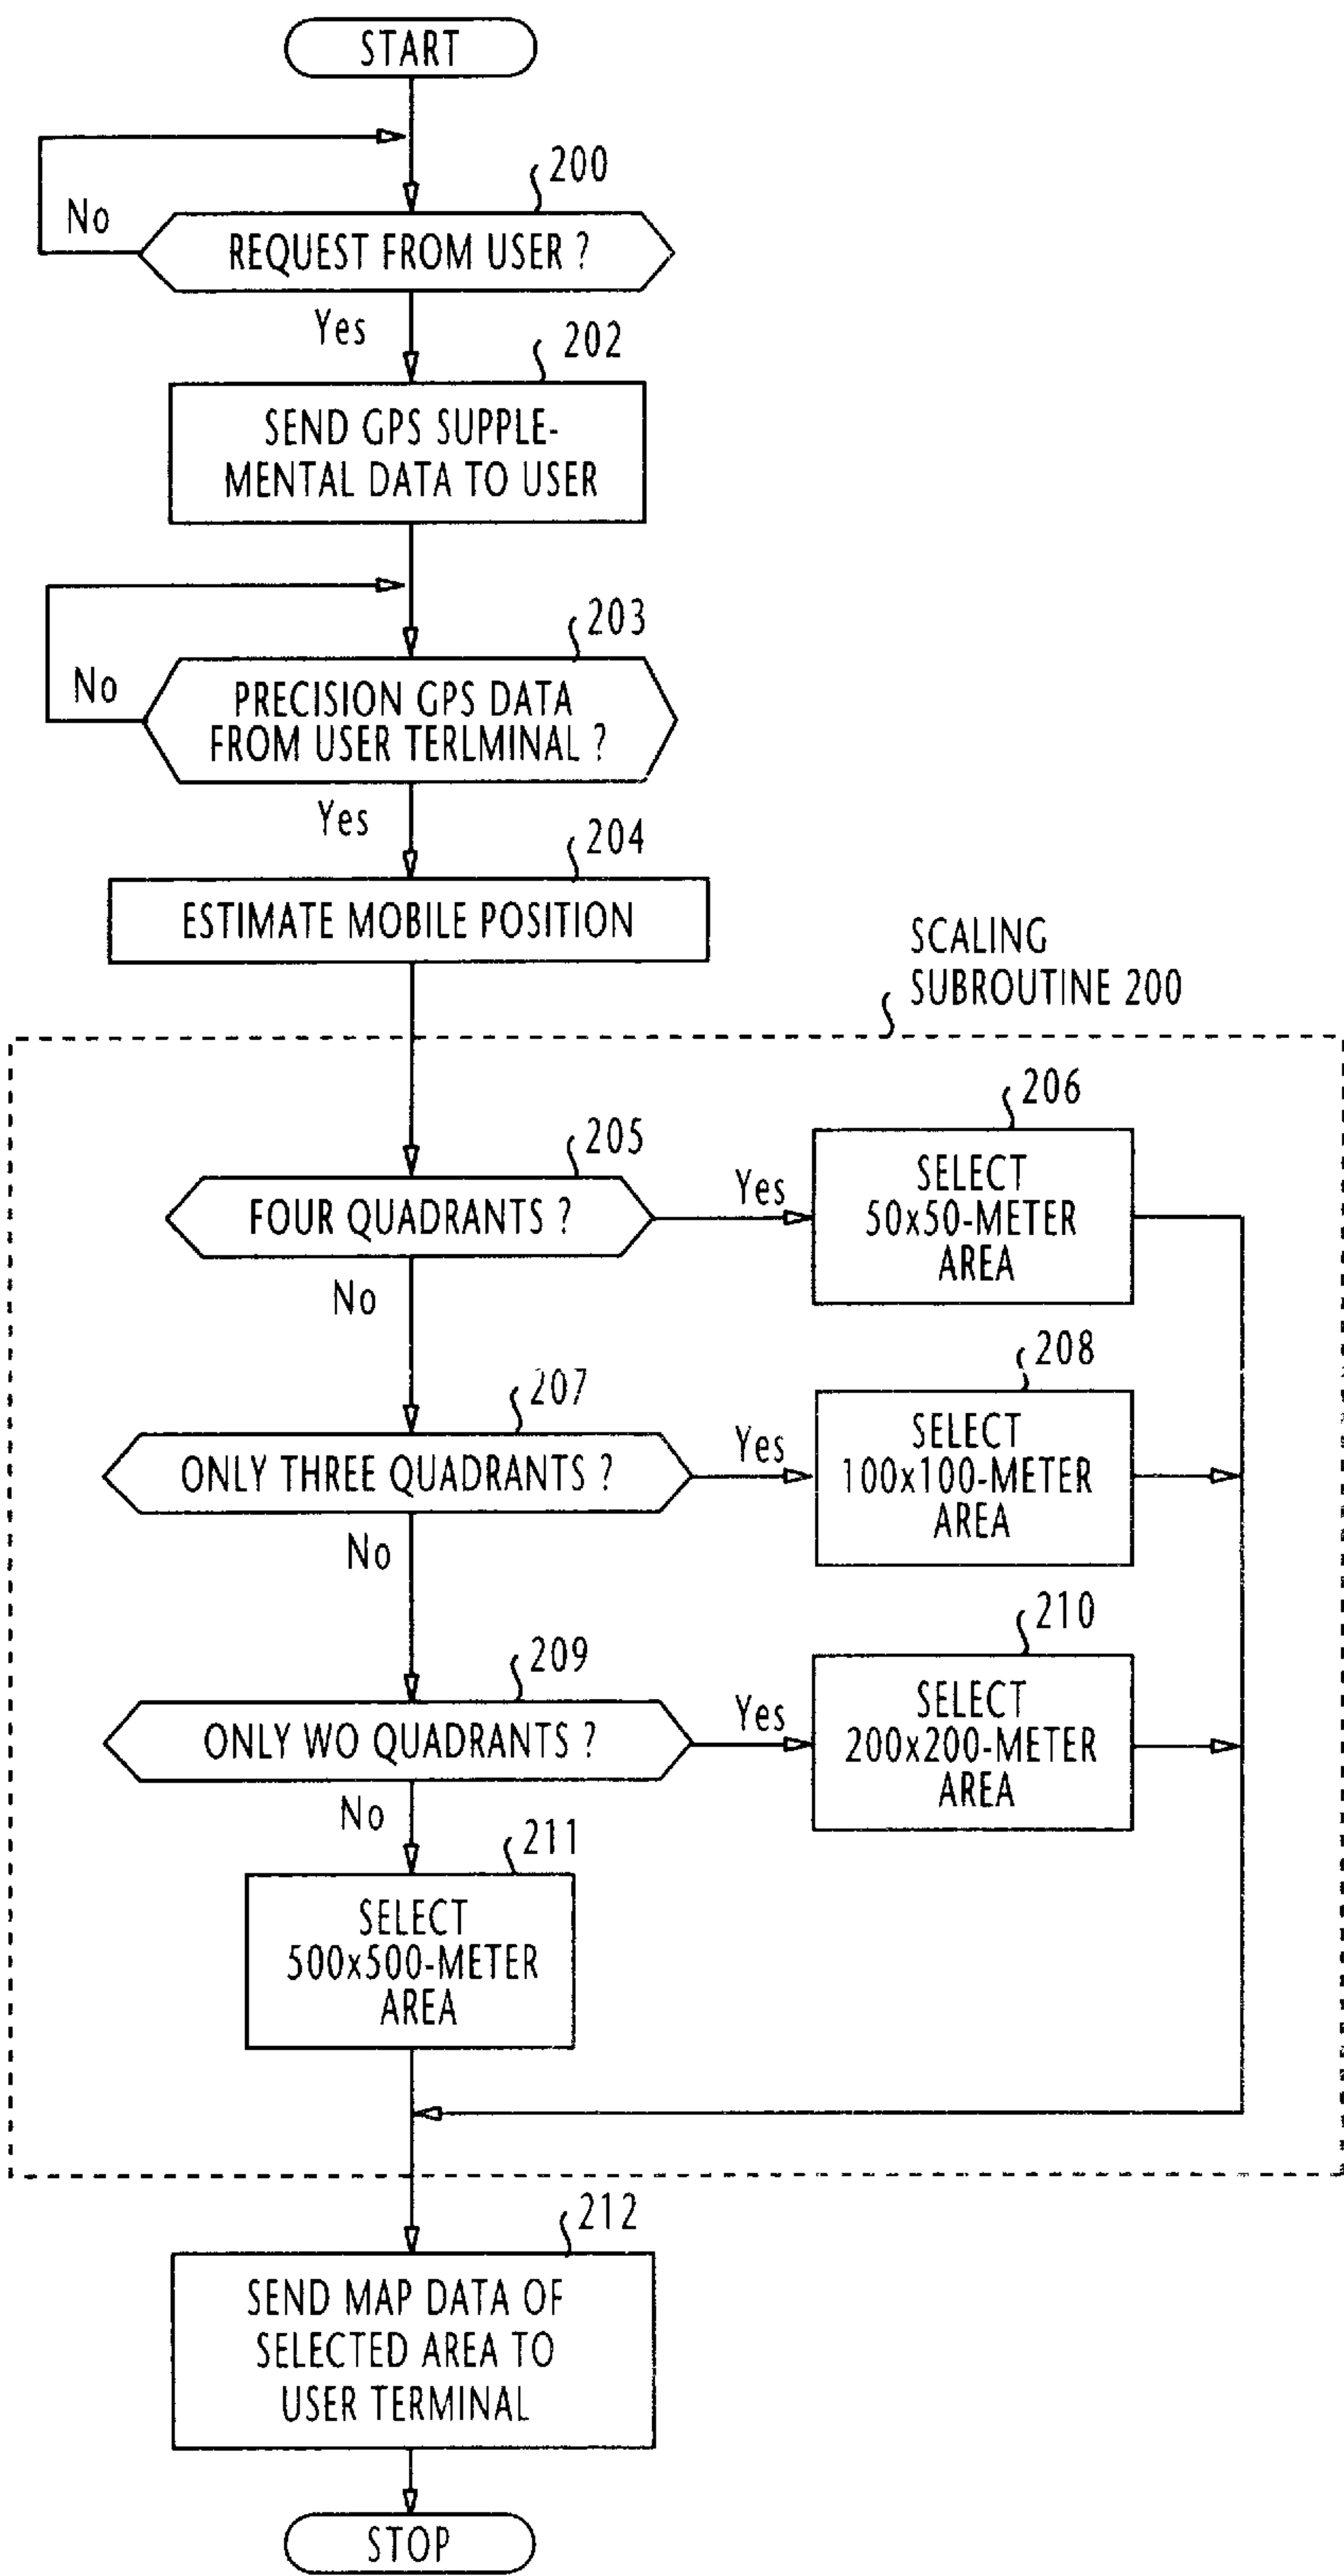 START
200
No
REQUEST FROM USER ?
Yes
202
SEND GPS SUPPLE-
MENTAL DATA TO USER
203
No
PRECISION GPS DATA
FROM USER TERLMINAL ?
Yes
204
ESTIMATE MOBILE POSITION
SCALING
SUBROUTINE 200
205
FOUR QUADRANTS ?
Yes
206
SELECT
50x50-METER
AREA
No
207
ONLY THREE QUADRANTS ?
Yes
208
SELECT
100x100-METER
AREA
No
209
ONLY WO QUADRANTS ?
Yes
210
SELECT
200x200-METER
AREA
No
211
SELECT
500x500-METER
AREA
212
SEND MAP DATA OF
SELECTED AREA TO
USER TERMINAL
STOP